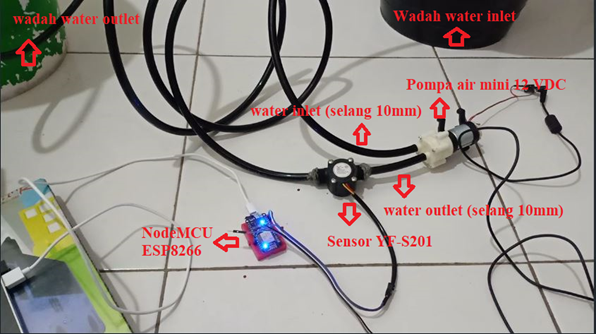 wadah water outlet
Wadah water inlet
Pompa air mini 12 VDC
water inlet (selang 10mm)
water outlet (selang 10mm)
NodeMCU
ESP8266
Sensor YF-S201